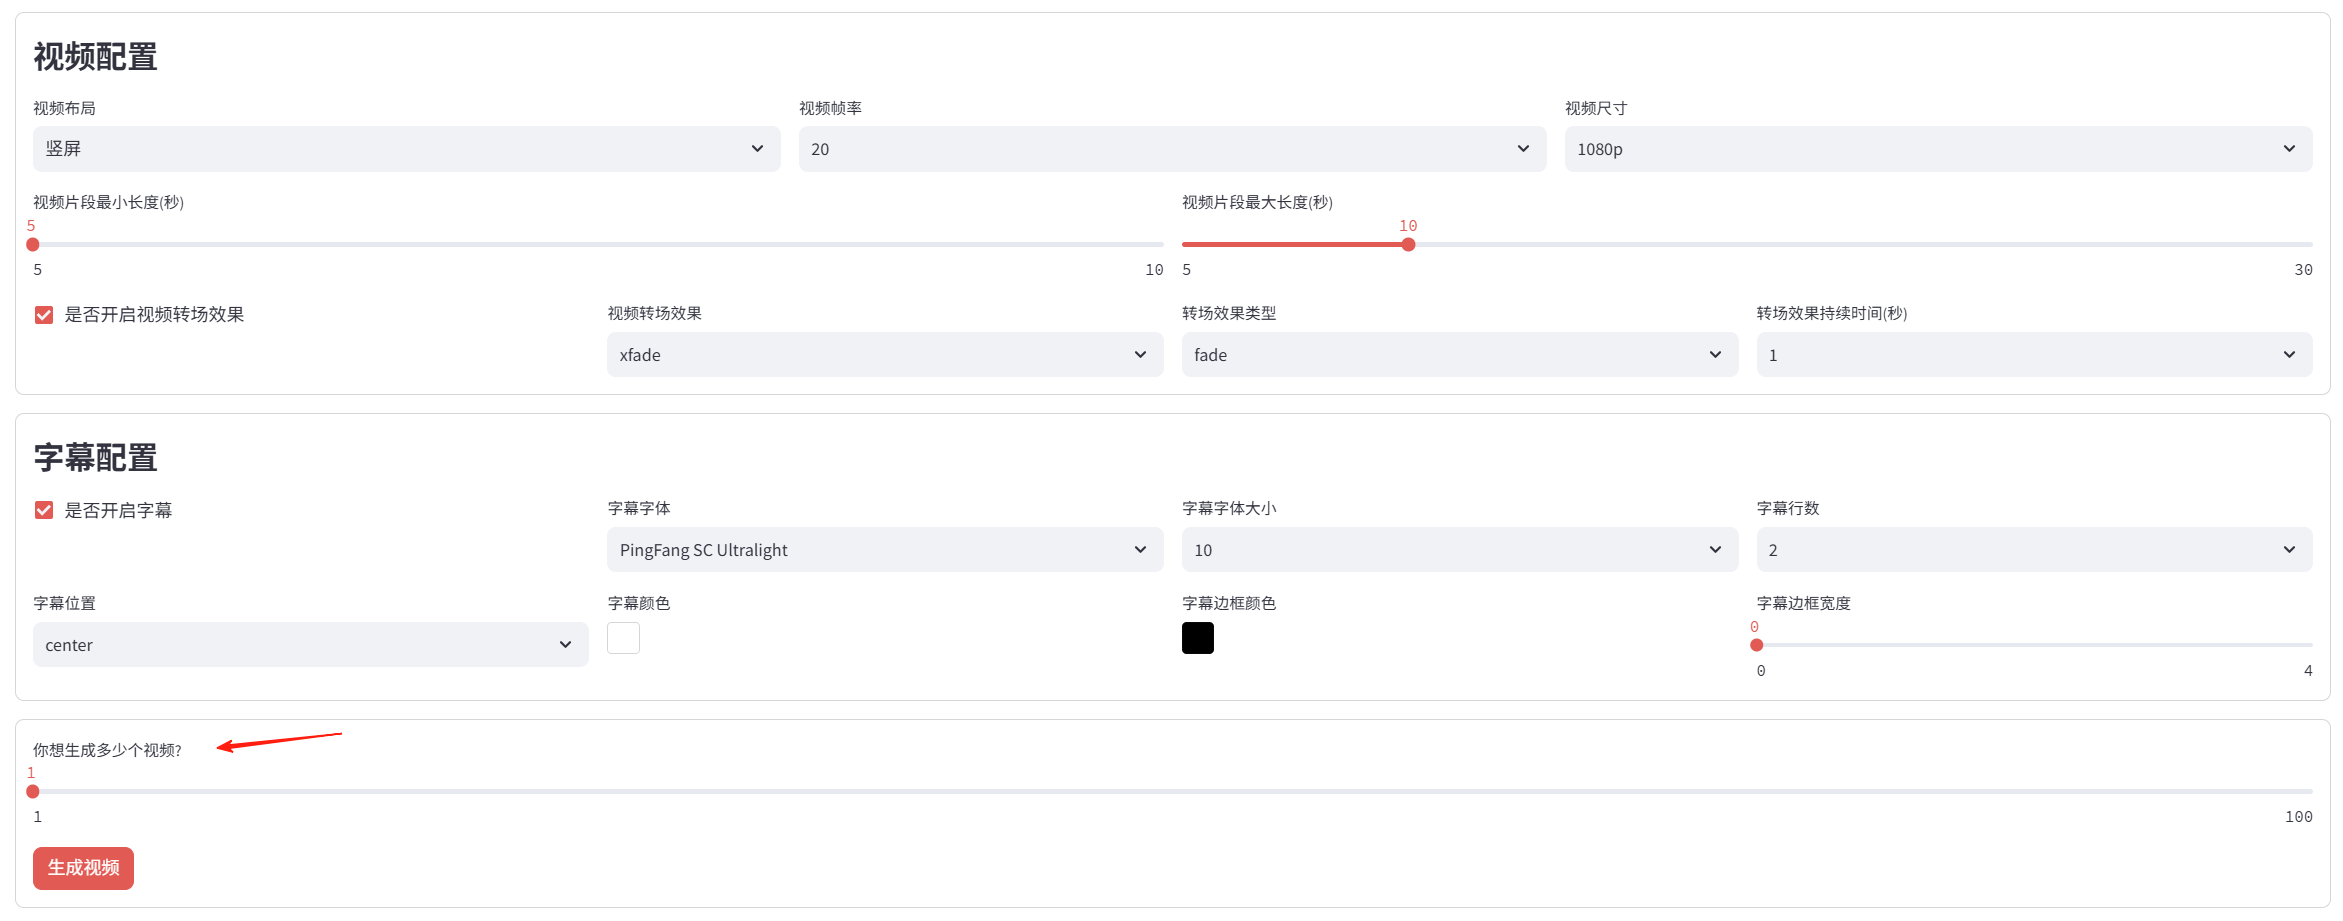 视频配置
视频布局 视频帧率 视频尺寸
竖屏 20 1080p
视频片段最小长度(秒) 视频片段最大长度(秒)
5 10
5 10 5 30
是否开启视频转场效果 视频转场效果 转场效果类型 转场效果持续时间(秒)
xfade fade 1
字幕配置
是否开启字幕 字幕字体 字幕字体大小 字幕行数
PingFang SC Ultralight 10 2
字幕位置 字幕颜色 字幕边框颜色 字幕边框宽度
center 0
0 4
你想生成多少个视频?
1
1 100
生成视频